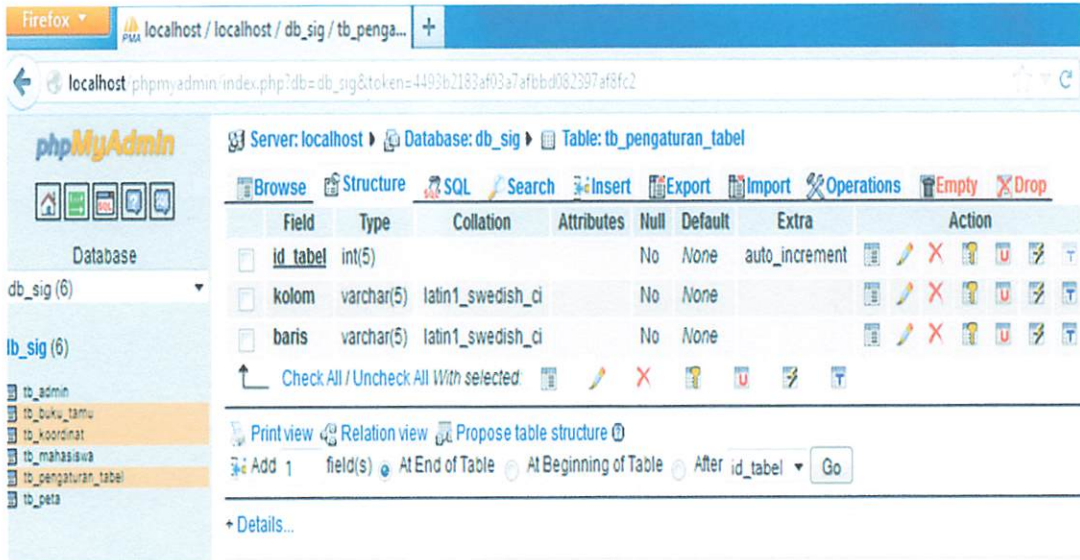 Firefox
PMA localhost / localhost / db_sig / tb_penga... +
localhost/phpmyadmin/index.php?db=db_sig&token=4493b2183af03a7afbbd082397af8fc2
phpMyAdmin
Database
db_sig (6)
lb_sig (6)
tb_admin
tb_buku_tamu
tb_koordinat
tb_mahasiswa
tb_pengaturan_tabel
tb_peta
Server: localhost Database: db_sig Table: tb_pengaturan_tabel
Browse Structure SQL Search Insert Export Import Operations Empty Drop
Field Type Collation Attributes Null Default Extra Action
id_tabel int(5) No None auto_increment
kolom varchar(5) latin1_swedish_ci No None
baris varchar(5) latin1_swedish_ci No None
Check All / Uncheck All With selected:
Print view Relation view Propose table structure
Add 1 field(s) At End of Table At Beginning of Table After id_tabel Go
+ Details...